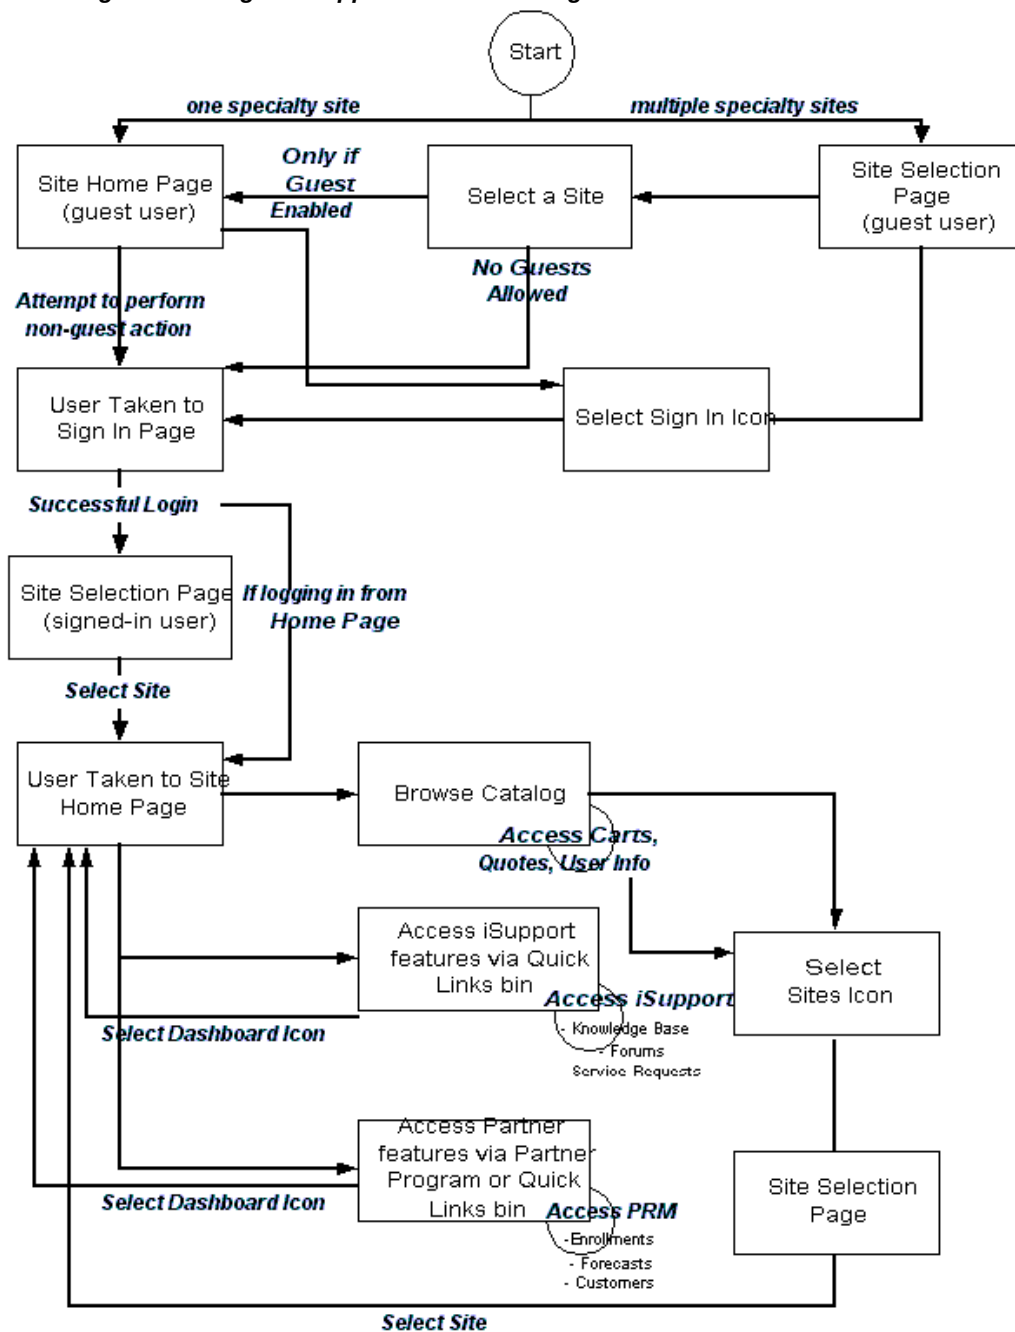 Start
one specialty site
multiple specialty sites
Site Home Page
(guest user)
Only if
Guest
Enabled
Select a Site
Site Selection
Page
(guest user)
No Guests
Allowed
Attempt to perform
non-guest action
User Taken to
Sign In Page
Select Sign In Icon
Successful Login
Site Selection Page
(signed-in user)
If logging in from
Home Page
Select Site
User Taken to Site
Home Page
Browse Catalog
Access Carts,
Quotes, User Info
Access iSupport
features via Quick
Links bin
Select
Sites Icon
Access iSupport
Select Dashboard Icon
- Knowledge Base
- Forums
Service Requests
Access Partner
features via Partner
Program or Quick
Links bin
Select Dashboard Icon
Site Selection
Page
Access PRM
-Enrollments
- Forecasts
- Customers
Select Site